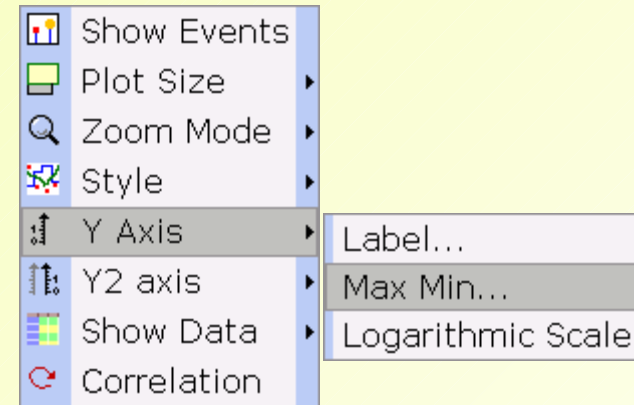 Show Events
Plot Size
Zoom Mode
Style
Y Axis
Y2 axis
Show Data
Correlation
Label...
Max Min...
Logarithmic Scale